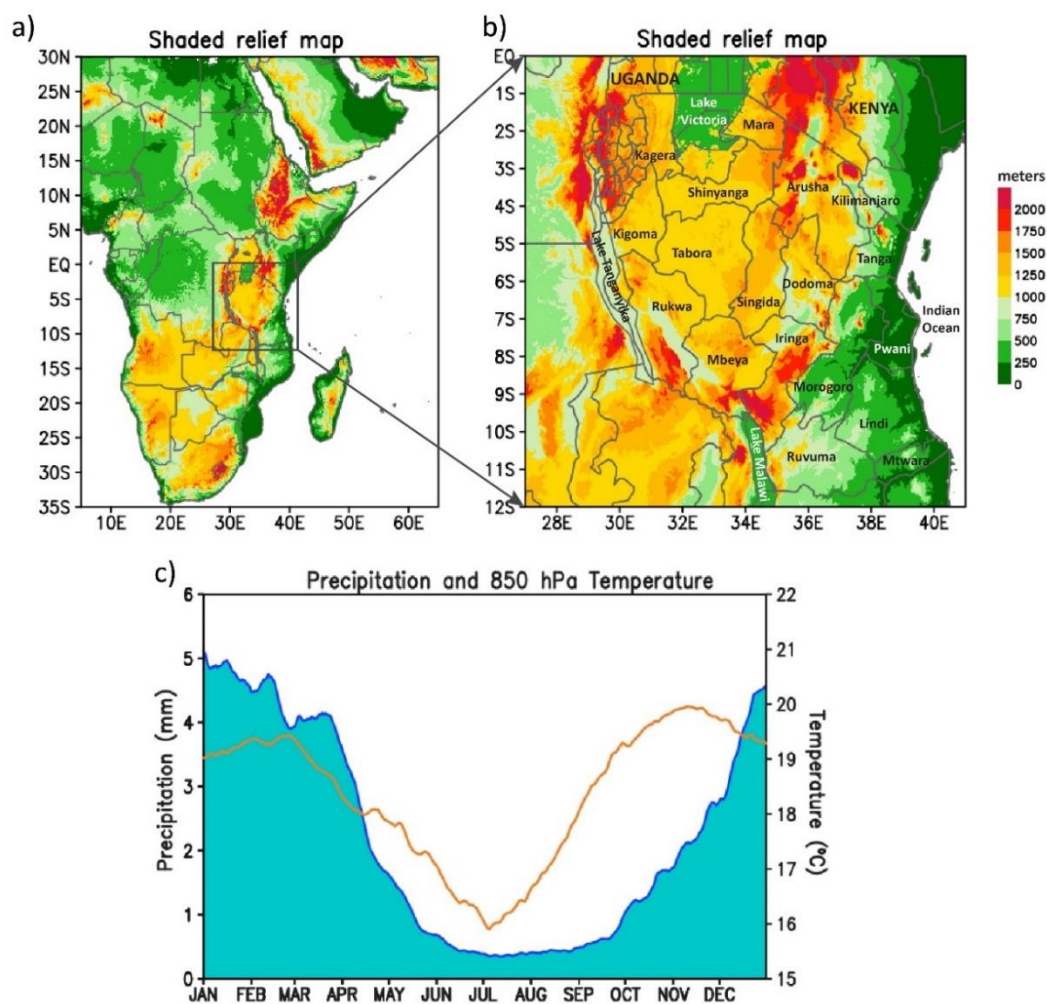 a)
Shaded relief map
30N
25N
20N
15N
10N
5N
EQ
5S
10S
15S
20S
25S
30S
35S
10E 20E 30E 40E 50E 60E
b)
Shaded relief map
EQ
1S
2S
3S
4S
5S
6S
7S
8S
9S
10S
11S
12S
28E 30E 32E 34E 36E 38E 40E
UGANDA
KENYA
Lake
Victoria
Mara
Kagera
Shinyanga
Arusha
Kilimanjaro
Kigoma
Tabora
Tanga
Lake Tanganyika
Dodoma
Rukwa
Singida
Indian
Ocean
Iringa
Pwani
Mbeya
Morogoro
Lindi
Lake Malawi
Ruvuma
Mtwara
meters
2000
1750
1500
1250
1000
750
500
250
0
c)
Precipitation and 850 hPa Temperature
Precipitation (mm)
6
5
4
3
2
1
0
Temperature (ºC)
22
21
20
19
18
17
16
15
JAN FEB MAR APR MAY JUN JUL AUG SEP OCT NOV DEC